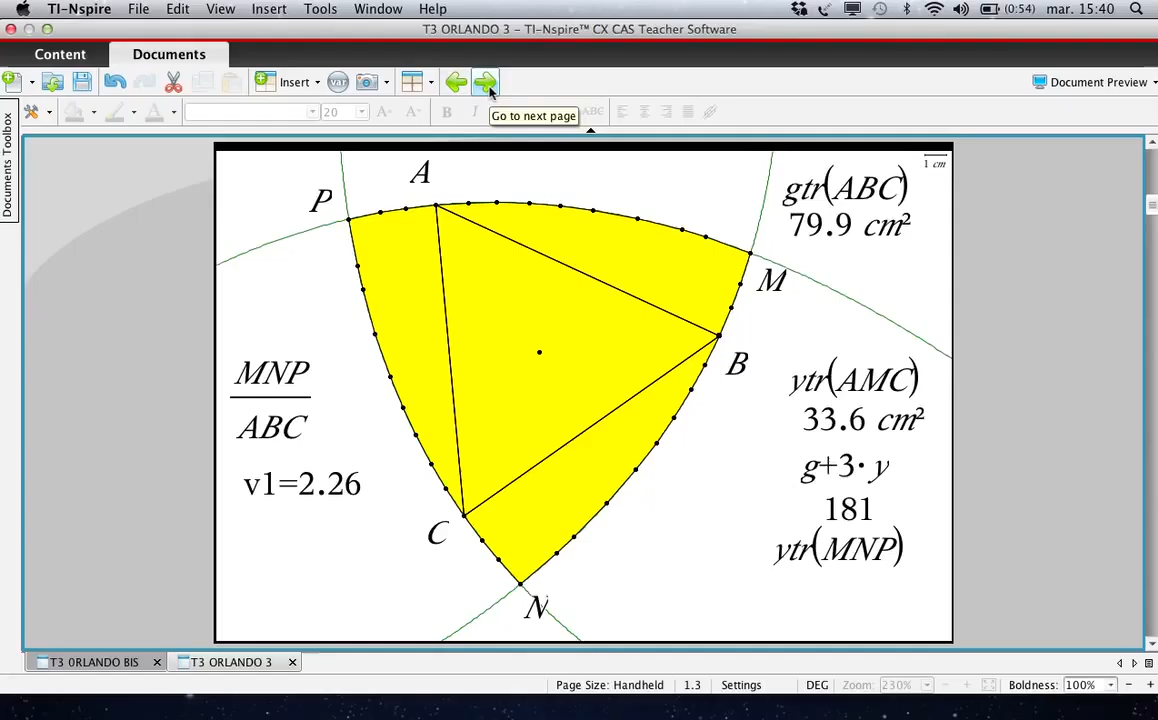 TI-Nspire File Edit View Insert Tools Window Help (0:54) mar. 15:40
T3 ORLANDO 3 - TI-Nspire™ CX CAS Teacher Software
Content Documents
Insert VAR Document Preview
20 A+ A- B I ABC
Go to next page
Documents Toolbox
1 cm
A
P
gtr(ABC)
79.9 cm²
M
B
MNP
ABC
v1=2.26
ytr(AMC)
33.6 cm²
g+3· y
181
ytr(MNP)
C
N
T3 ORLANDO BIS T3 ORLANDO 3
Page Size: Handheld 1.3 Settings DEG Zoom: 230% Boldness: 100%